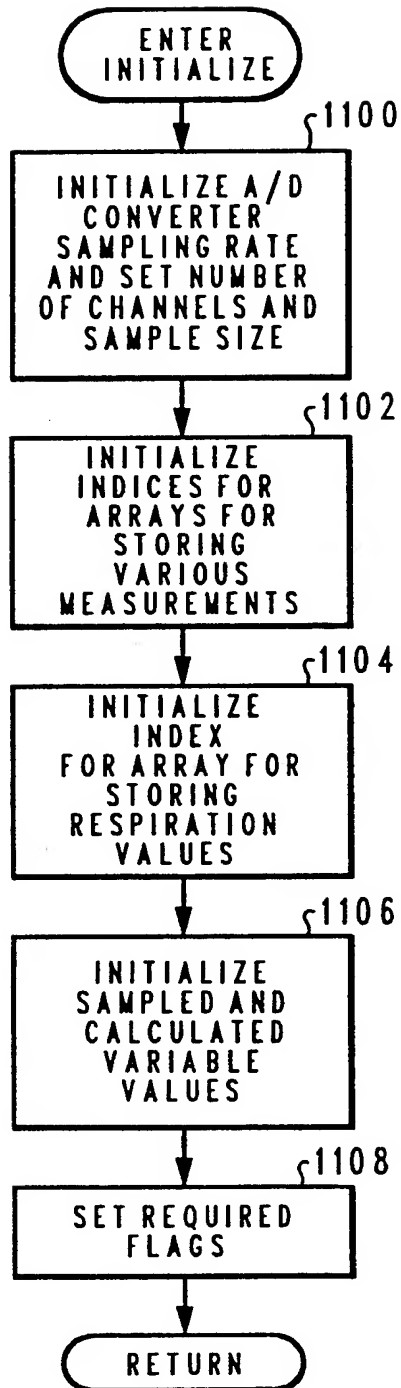 ENTER
INITIALIZE
1100
INITIALIZE A/D
CONVERTER
SAMPLING RATE
AND SET NUMBER
OF CHANNELS AND
SAMPLE SIZE
1102
INITIALIZE
INDICES FOR
ARRAYS FOR
STORING
VARIOUS
MEASUREMENTS
1104
INITIALIZE
INDEX
FOR ARRAY FOR
STORING
RESPIRATION
VALUES
1106
INITIALIZE
SAMPLED AND
CALCULATED
VARIABLE
VALUES
1108
SET REQUIRED
FLAGS
RETURN